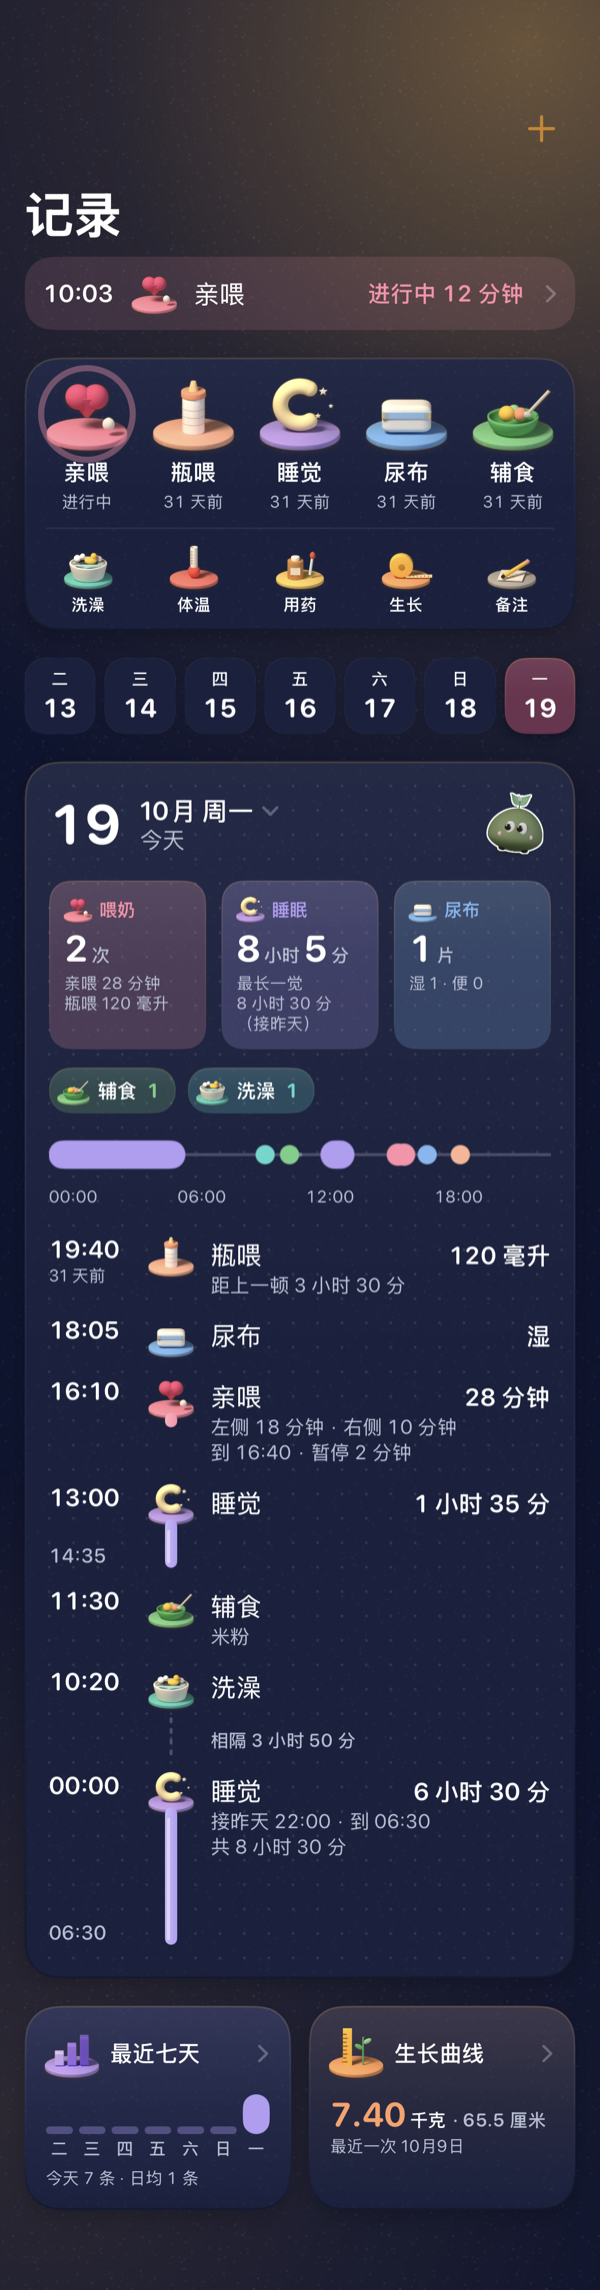 记录
10:03 亲喂 进行中 12 分钟
亲喂 瓶喂 睡觉 尿布 辅食
进行中 31 天前 31 天前 31 天前 31 天前
洗澡 体温 用药 生长 备注
二 三 四 五 六 日 一
13 14 15 16 17 18 19
19 10月 周一
今天
喂奶
2 次
亲喂 28 分钟
瓶喂 120 毫升
睡眠
8 小时 5 分
最长一觉
8 小时 30 分
（接昨天）
尿布
1 片
湿 1 · 便 0
辅食 1 洗澡 1
00:00 06:00 12:00 18:00
19:40 瓶喂 120 毫升
31 天前 距上一顿 3 小时 30 分
18:05 尿布 湿
16:10 亲喂 28 分钟
左侧 18 分钟 · 右侧 10 分钟
到 16:40 · 暂停 2 分钟
13:00 睡觉 1 小时 35 分
14:35
11:30 辅食
米粉
10:20 洗澡
相隔 3 小时 50 分
00:00 睡觉 6 小时 30 分
接昨天 22:00 · 到 06:30
共 8 小时 30 分
06:30
最近七天
二 三 四 五 六 日 一
今天 7 条 · 日均 1 条
生长曲线
7.40 千克 · 65.5 厘米
最近一次 10月9日